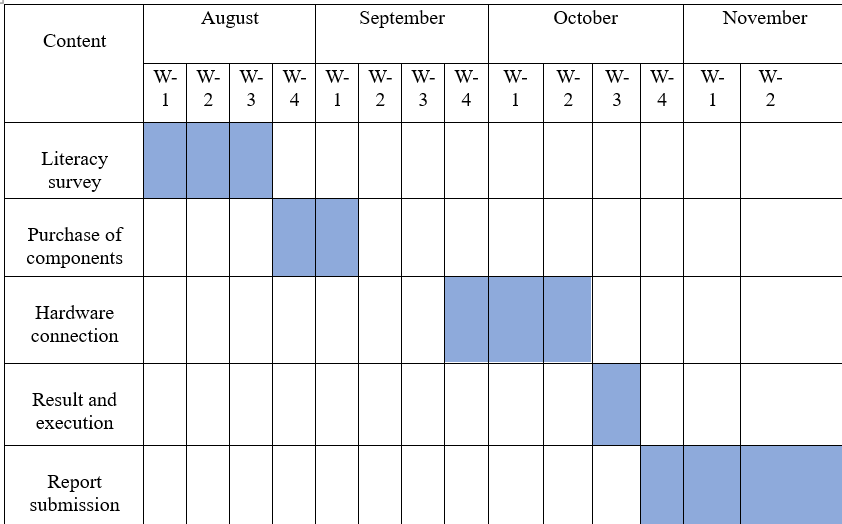 Content
August
September
October
November
W-
1
W-
2
W-
3
W-
4
W-
1
W-
2
W-
3
W-
4
W-
1
W-
2
W-
3
W-
4
W-
1
W-
2
Literacy
survey
Purchase of
components
Hardware
connection
Result and
execution
Report
submission